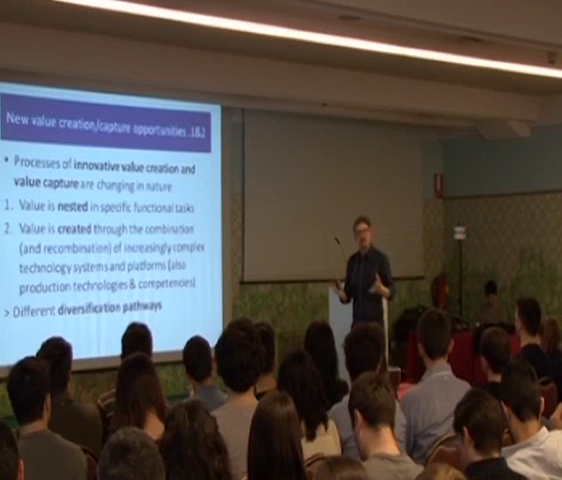 New value creation/capture opportunities .1&2
• Processes of innovative value creation and
value capture are changing in nature
1. Value is nested in specific functional tasks
2. Value is created through the combination
(and recombination) of increasingly complex
technology systems and platforms (also
production technologies & competencies)
> Different diversification pathways